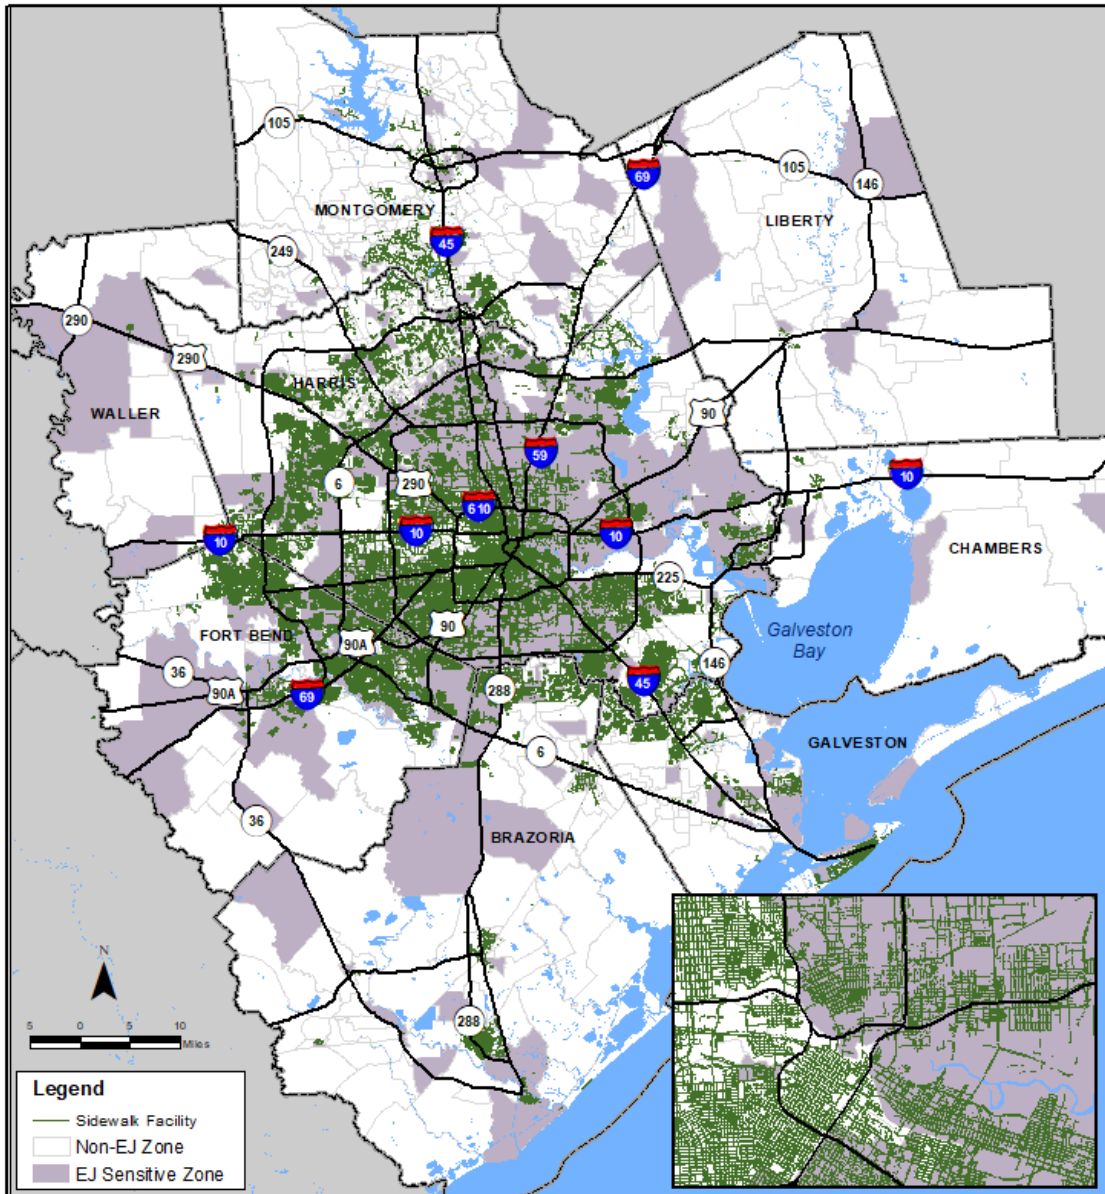 105
69
105
146
MONTGOMERY
LIBERTY
45
249
290
290
HARRIS
WALLER
90
59
6
290
610
10
10
10
10
CHAMBERS
225
Galveston
Bay
FORT BEND
90A
90
36
90A
69
288
45
146
6
GALVESTON
36
BRAZORIA
N
288
5 0 5 10
Miles
Legend
Sidewalk Facility
Non-EJ Zone
EJ Sensitive Zone